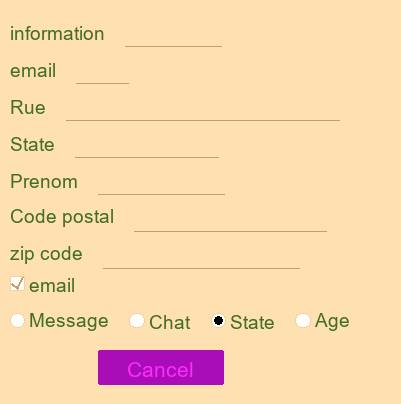 information
email
Rue
State
Prenom
Code postal
zip code
email
Message Chat State Age
Cancel